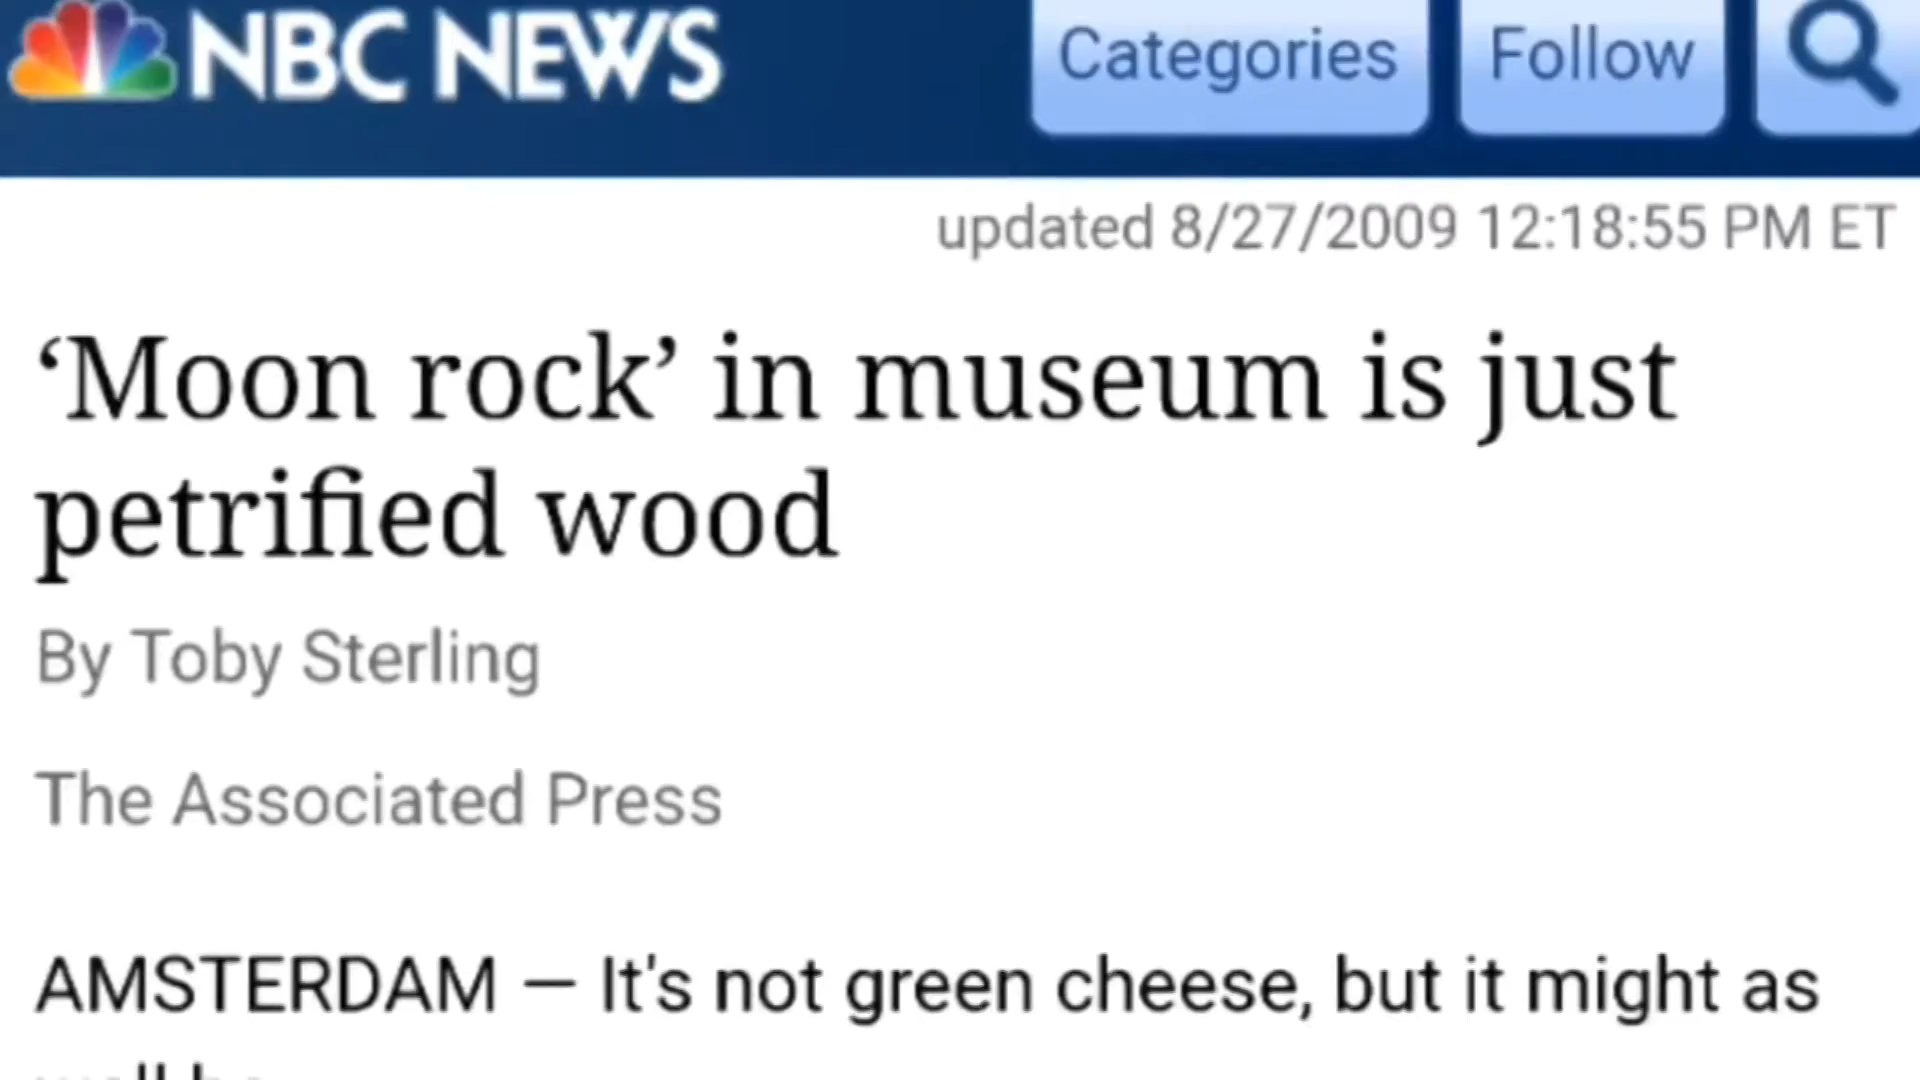 NBC NEWS
Categories
Follow
updated 8/27/2009 12:18:55 PM ET
‘Moon rock’ in museum is just
petrified wood
By Toby Sterling
The Associated Press
AMSTERDAM — It's not green cheese, but it might as